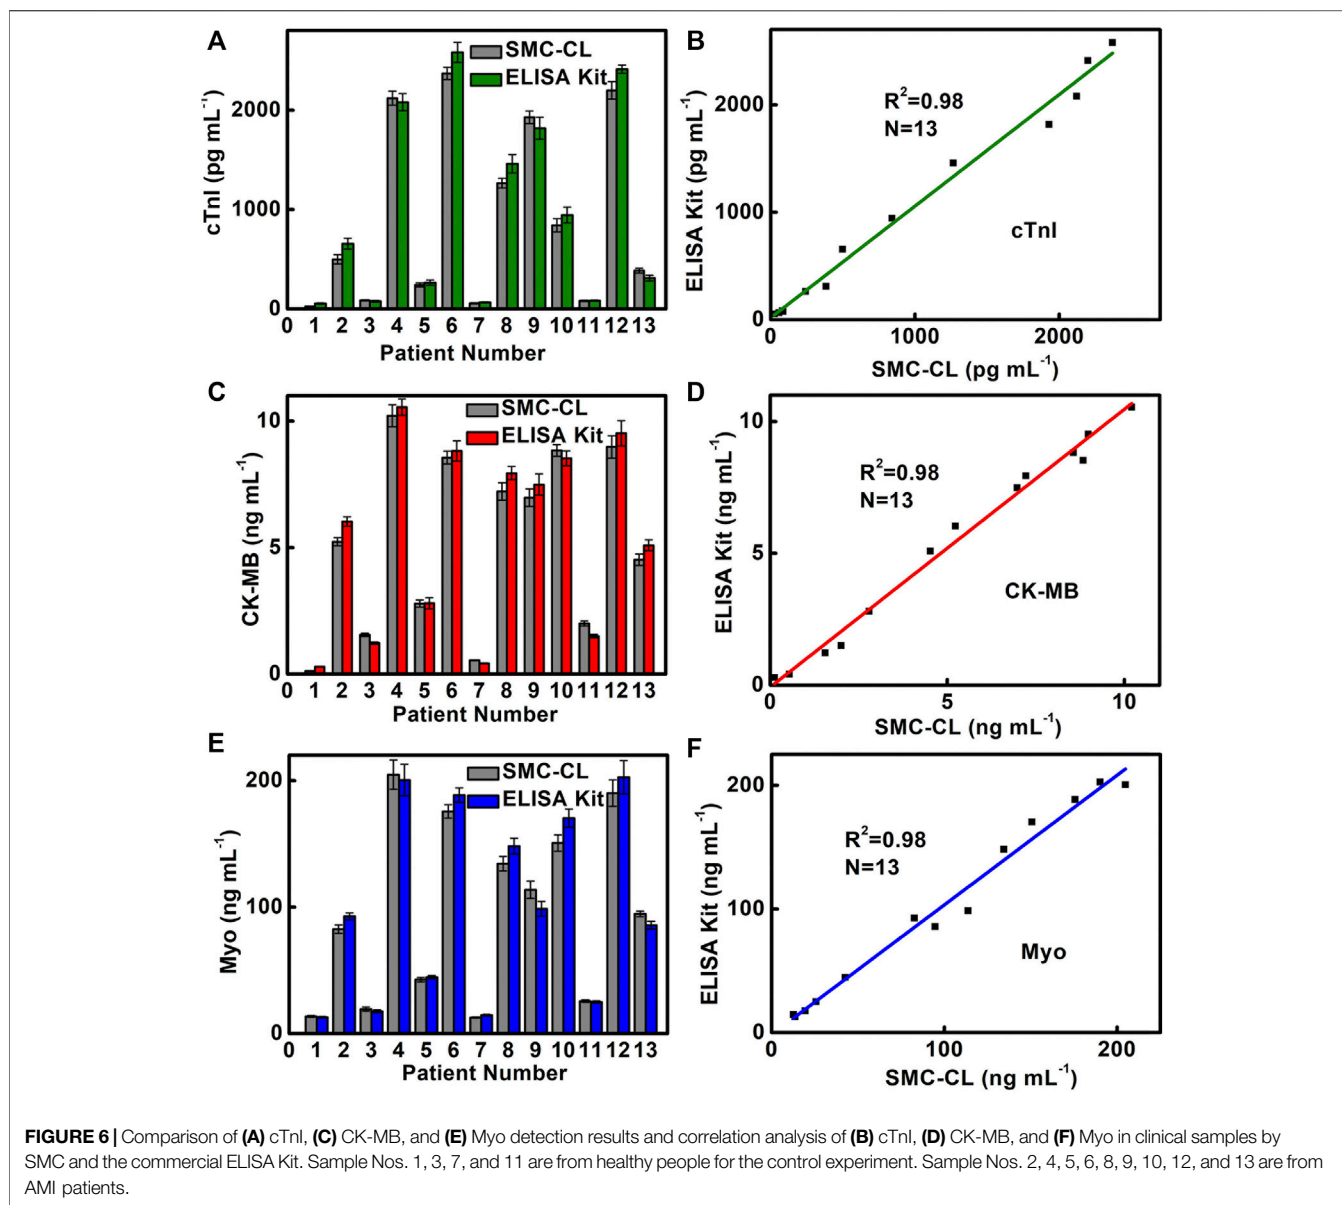 A
SMC-CL
ELISA Kit
cTnI (pg mL⁻¹)
2000
1000
0
0 1 2 3 4 5 6 7 8 9 10 11 12 13
Patient Number
B
R²=0.98
N=13
cTnI
ELISA Kit (pg mL⁻¹)
2000
1000
0
0 1000 2000
SMC-CL (pg mL⁻¹)
C
SMC-CL
ELISA Kit
CK-MB (ng mL⁻¹)
10
5
0
0 1 2 3 4 5 6 7 8 9 10 11 12 13
Patient Number
D
R²=0.98
N=13
CK-MB
ELISA Kit (ng mL⁻¹)
10
5
0
0 5 10
SMC-CL (ng mL⁻¹)
E
SMC-CL
ELISA Kit
Myo (ng mL⁻¹)
200
100
0
0 1 2 3 4 5 6 7 8 9 10 11 12 13
Patient Number
F
R²=0.98
N=13
Myo
ELISA Kit (ng mL⁻¹)
200
100
0
0 100 200
SMC-CL (ng mL⁻¹)
FIGURE 6 | Comparison of (A) cTnI, (C) CK-MB, and (E) Myo detection results and correlation analysis of (B) cTnI, (D) CK-MB, and (F) Myo in clinical samples by
SMC and the commercial ELISA Kit. Sample Nos. 1, 3, 7, and 11 are from healthy people for the control experiment. Sample Nos. 2, 4, 5, 6, 8, 9, 10, 12, and 13 are from
AMI patients.